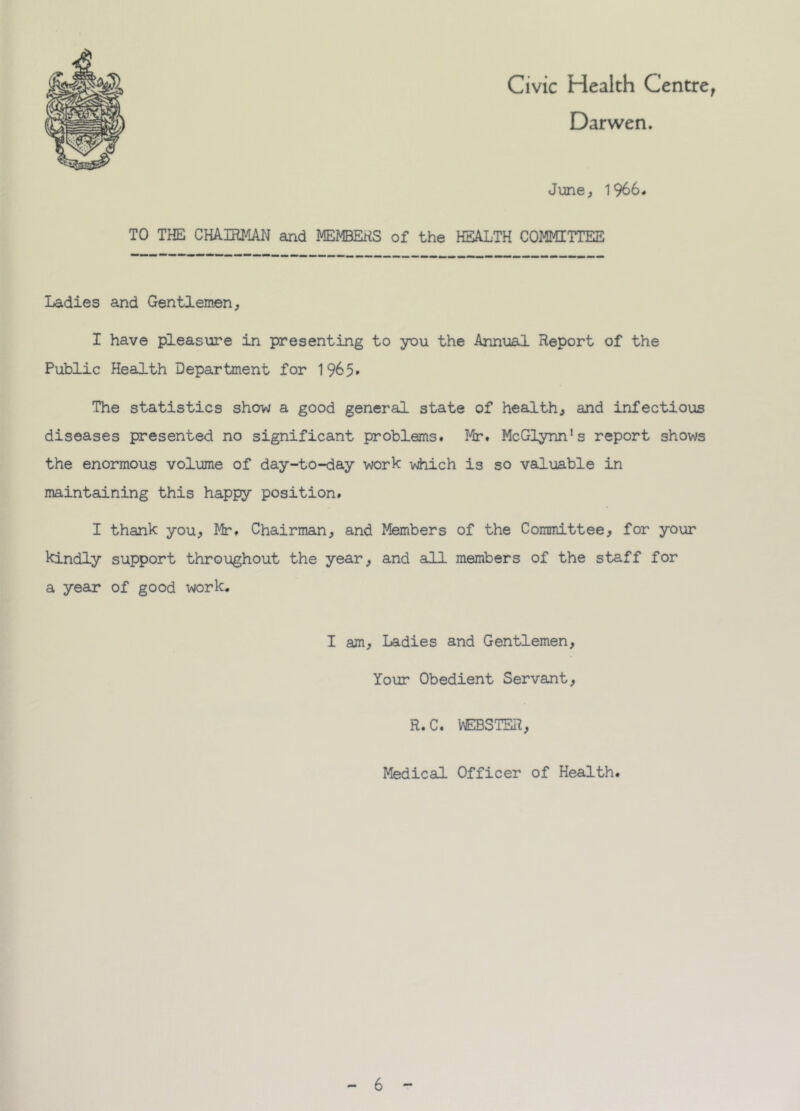 Civic Health Centre,
Darwen.
June, 1966.
TO THE CHAIRMAN and MEMBERS of the HEALTH COMMITTEE
Ladies and Gentlemen,
I have pleasure in presenting to you the Annual Report of the
Public Health Department for 1965.
The statistics show a good general state of health, and infectious
diseases presented no significant problems. Mr. McGlynn's report shows
the enormous volume of day-to-day work which is so valuable in
maintaining this happy position.
I thank you, Mr. Chairman, and Members of the Committee, for your
kindly support throughout the year, and all members of the staff for
a year of good work.
I am, Ladies and Gentlemen,
Your Obedient Servant,
R.C. WEBSTER,
Medical Officer of Health.
- 6 -